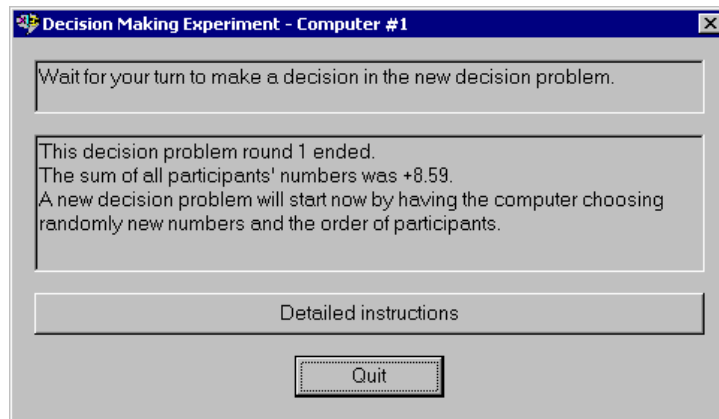 Decision Making Experiment - Computer #1
Wait for your turn to make a decision in the new decision problem.
This decision problem round 1 ended.
The sum of all participants' numbers was +8.59.
A new decision problem will start now by having the computer choosing
randomly new numbers and the order of participants.
Detailed instructions
Quit